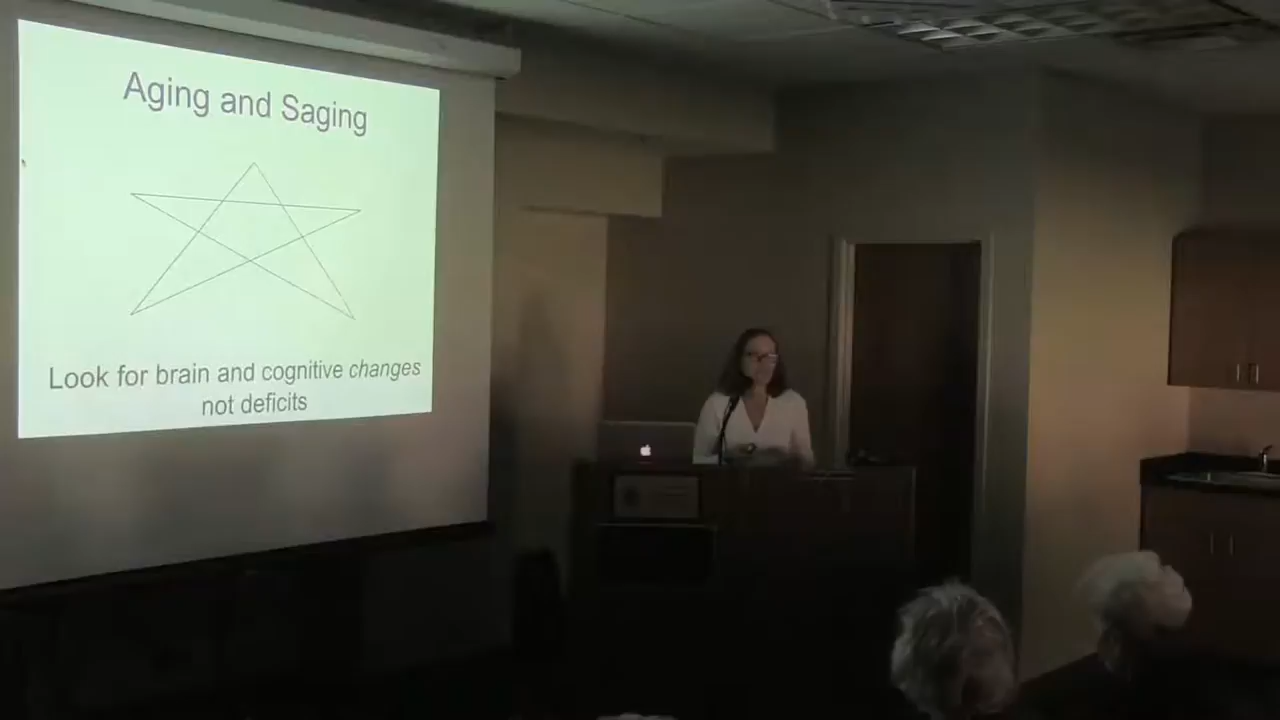 Aging and Saging
Look for brain and cognitive changes
not deficits